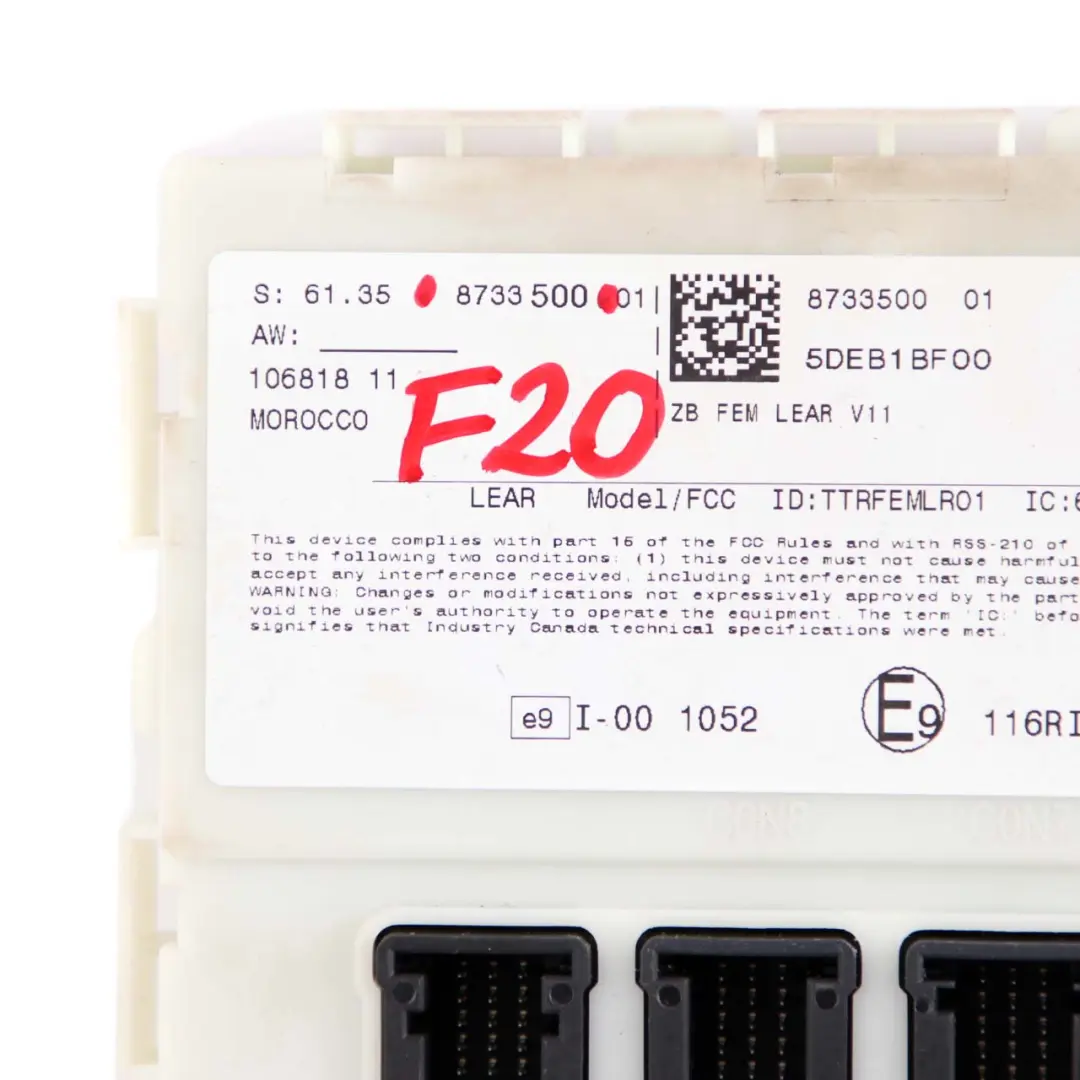 S: 61.35 8733 500 01
AW:
106818 11
MOROCCO
F20
8733500 01
5DEB1BF00
ZB FEM LEAR V11
LEAR Model/FCC ID:TTRFEMLR01 IC:6
This device complies with part 15 of the FCC Rules and with RSS-210 of
to the following two conditions: (1) this device must not cause harmful
accept any interference received, including interference that may cause
WARNING: Changes or modifications not expressively approved by the part
void the user's authority to operate the equipment. The term 'IC:' befo
signifies that Industry Canada technical specifications were met.
e9 I-00 1052
E9 116RI